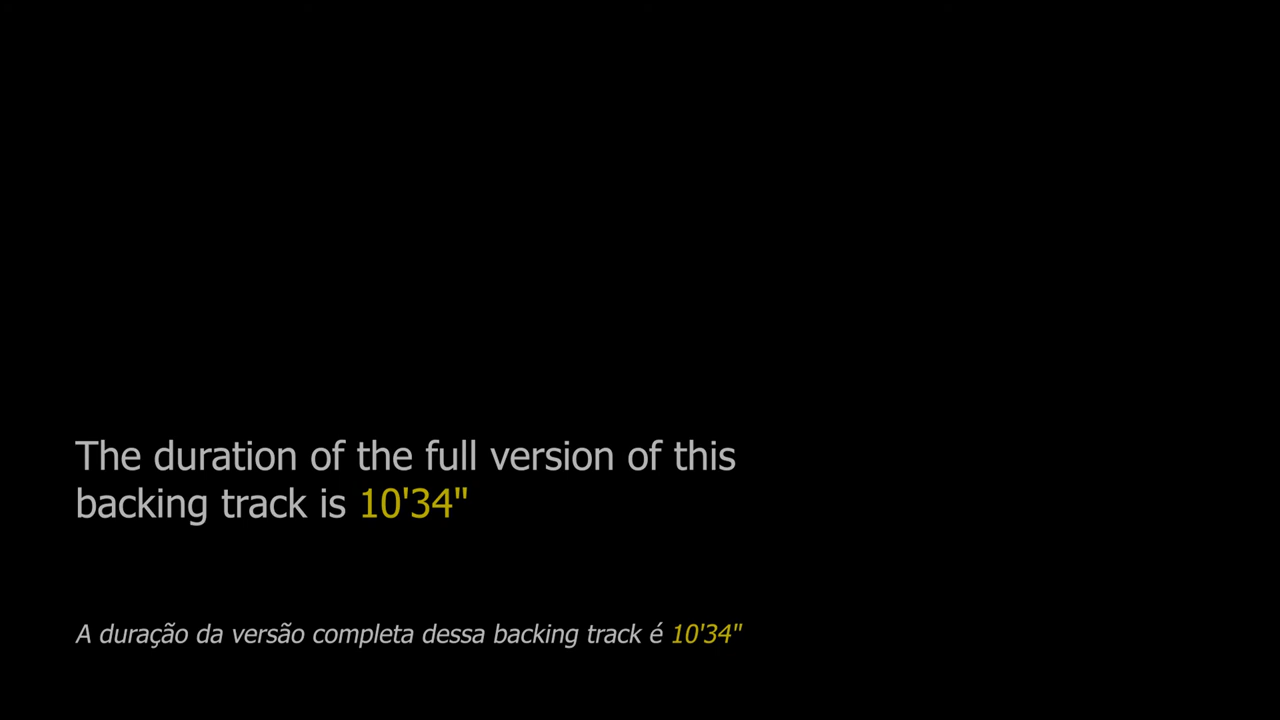 The duration of the full version of this
backing track is 10'34"
A duração da versão completa dessa backing track é 10'34"